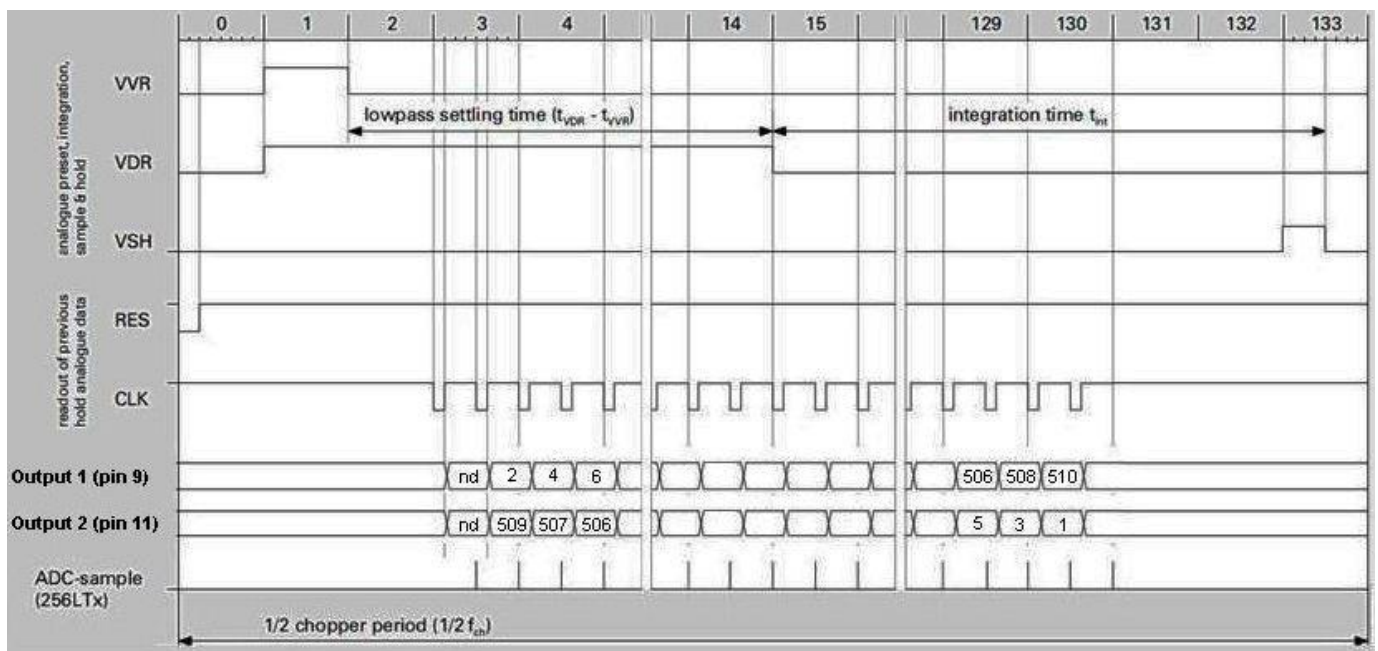 0 1 2 3 4 14 15 129 130 131 132 133
analogue preset, integration,
sample & hold
VVR
lowpass settling time (tVDR - tVVR)
integration time tint
VDR
VSH
readout of previous
hold analogue data
RES
CLK
Output 1 (pin 9) nd 2 4 6 506 508 510
Output 2 (pin 11) nd 509 507 506 5 3 1
ADC-sample
(256LTx)
1/2 chopper period (1/2 fch)